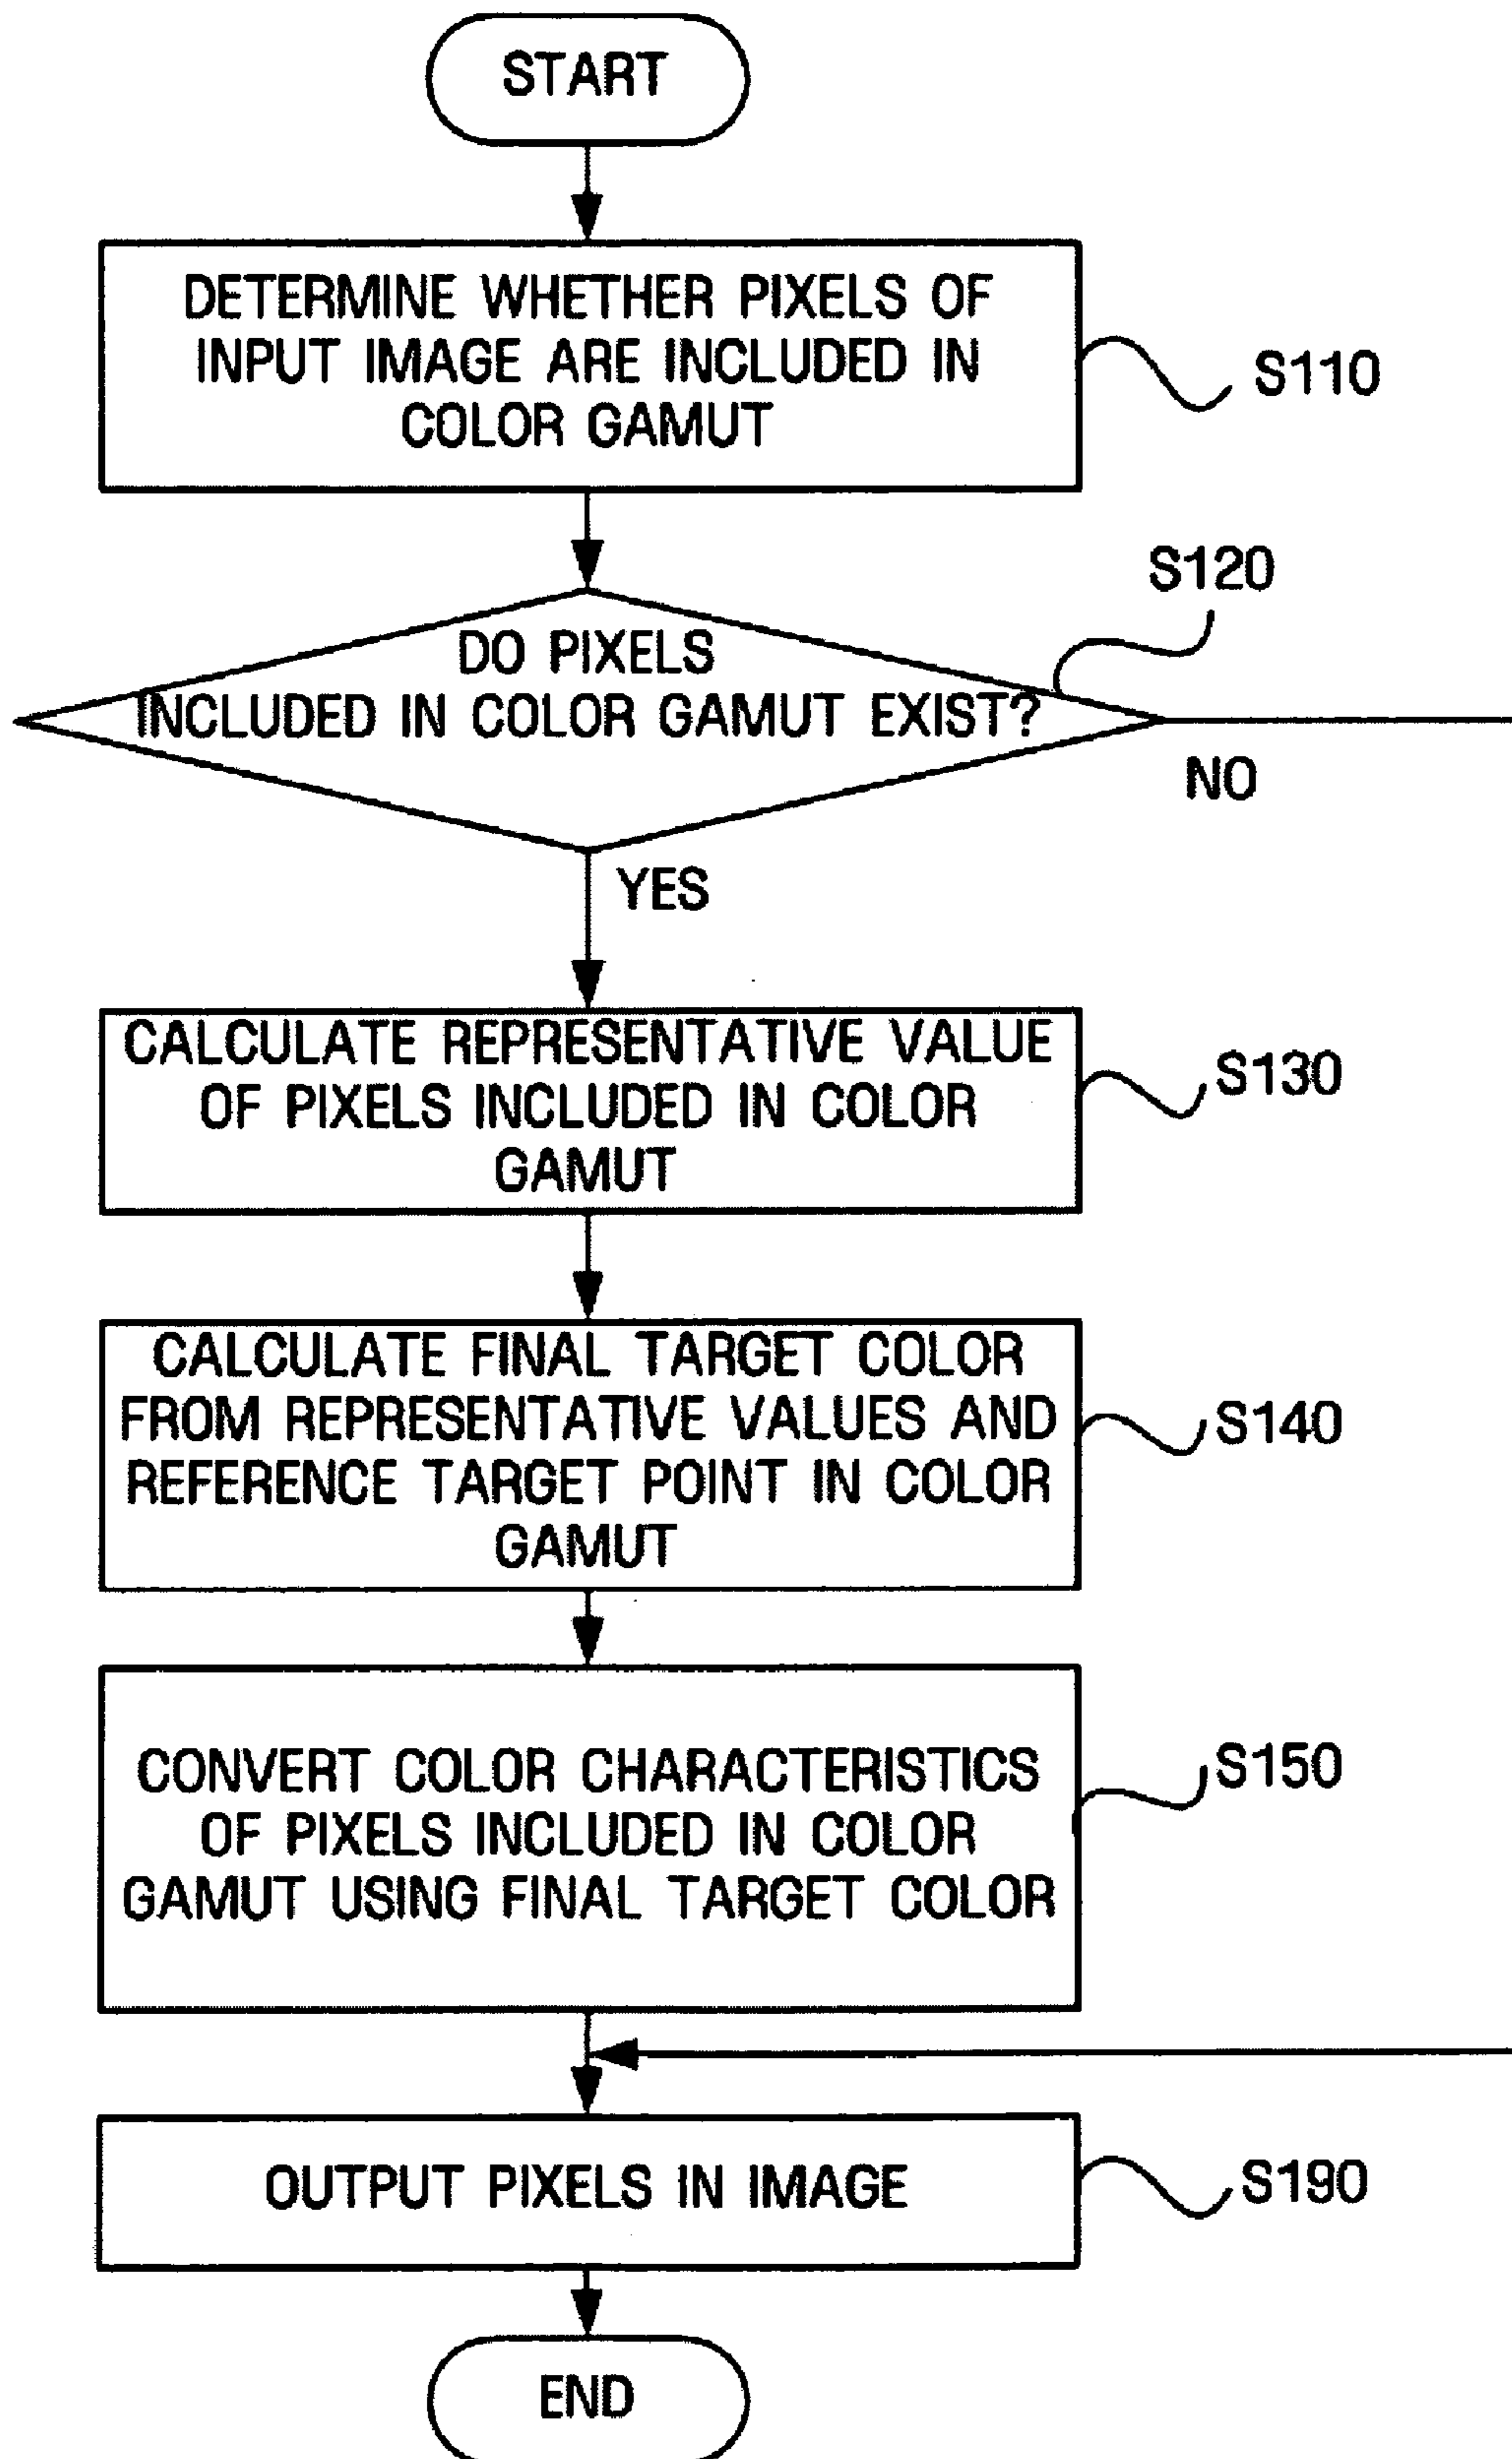 START
DETERMINE WHETHER PIXELS OF
INPUT IMAGE ARE INCLUDED IN
COLOR GAMUT
S110
S120
DO PIXELS
INCLUDED IN COLOR GAMUT EXIST?
NO
YES
CALCULATE REPRESENTATIVE VALUE
OF PIXELS INCLUDED IN COLOR
GAMUT
S130
CALCULATE FINAL TARGET COLOR
FROM REPRESENTATIVE VALUES AND
REFERENCE TARGET POINT IN COLOR
GAMUT
S140
CONVERT COLOR CHARACTERISTICS
OF PIXELS INCLUDED IN COLOR
GAMUT USING FINAL TARGET COLOR
S150
OUTPUT PIXELS IN IMAGE
S190
END